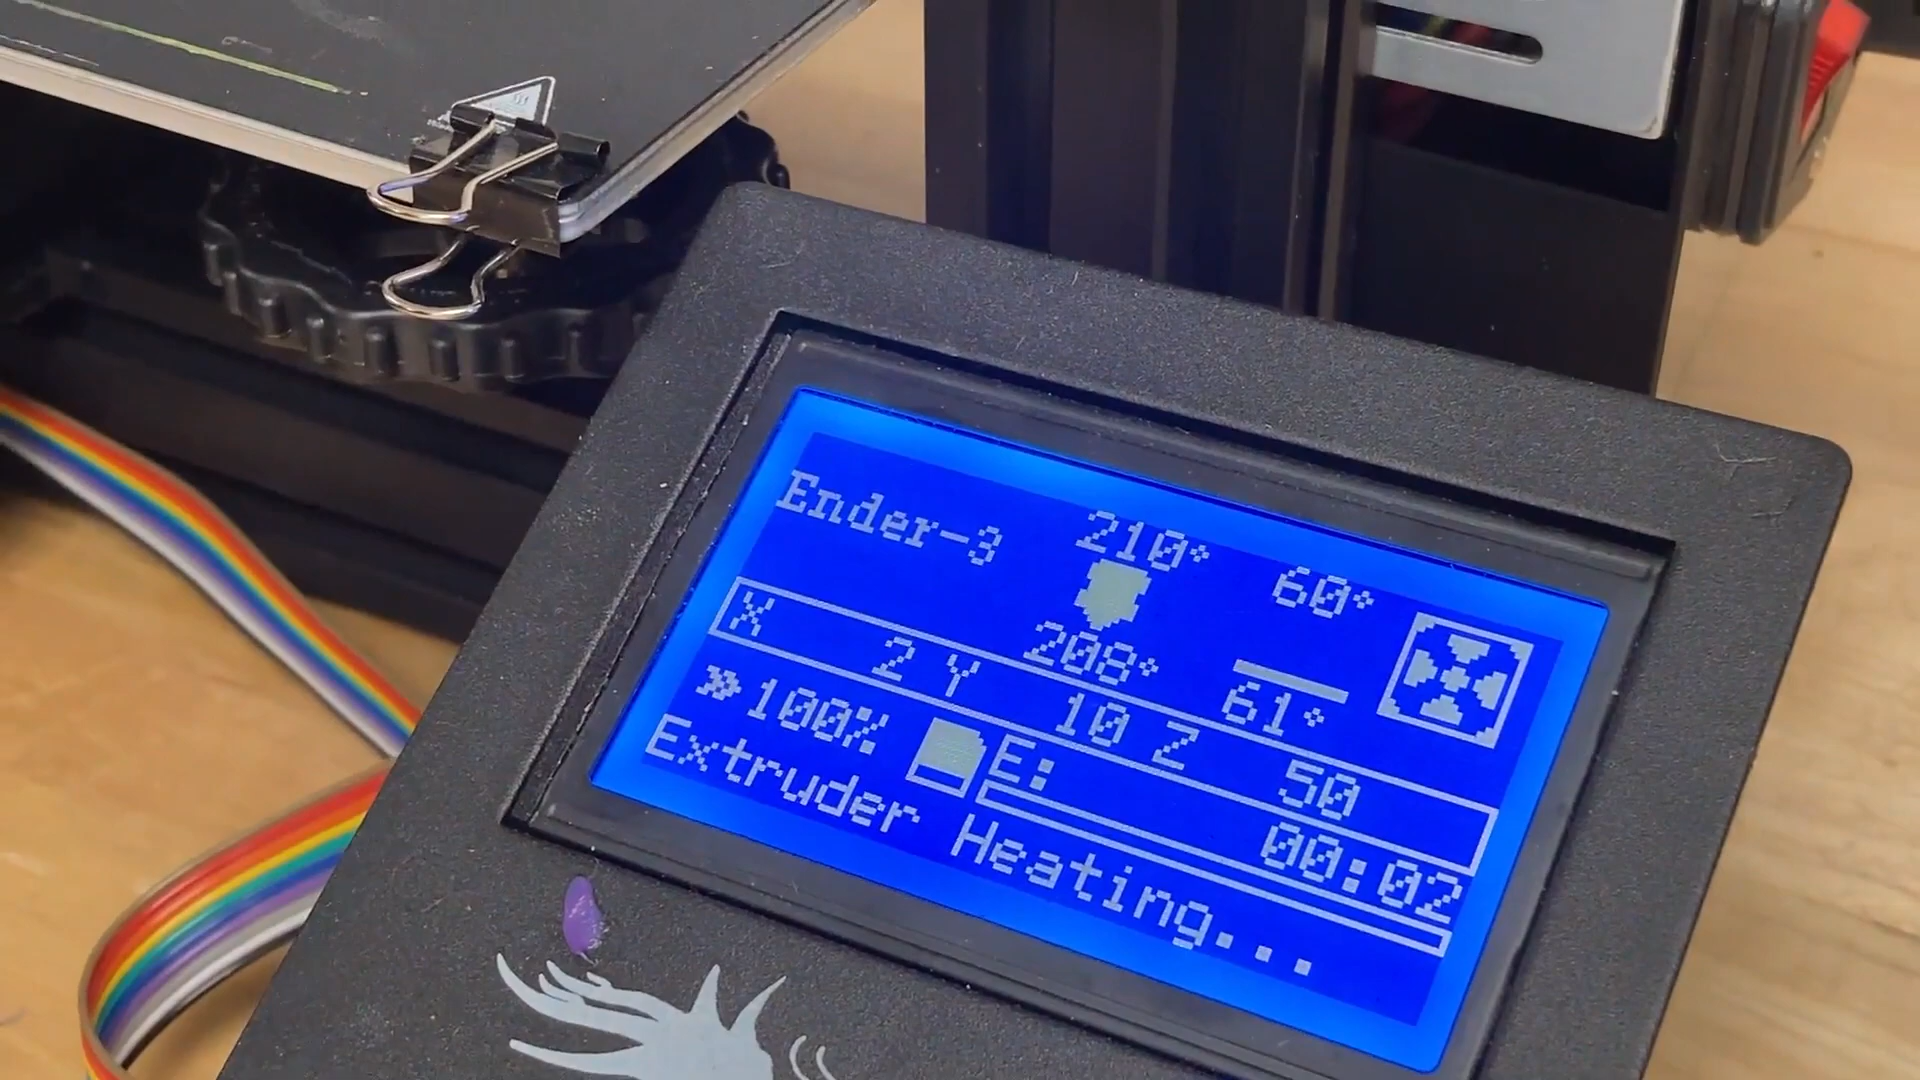 Ender-3 210° 60°
208° 61°
X 2 Y 10 Z 50
»100% E: 00:02
Extruder Heating...